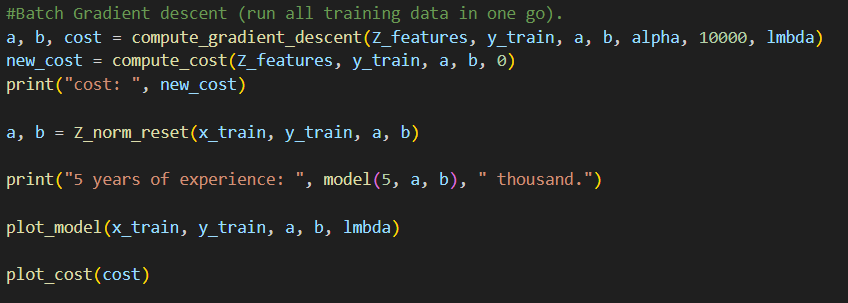 #Batch Gradient descent (run all training data in one go).
a, b, cost = compute_gradient_descent(Z_features, y_train, a, b, alpha, 10000, lmbda)
new_cost = compute_cost(Z_features, y_train, a, b, 0)
print("cost: ", new_cost)
a, b = Z_norm_reset(x_train, y_train, a, b)
print("5 years of experience: ", model(5, a, b), " thousand.")
plot_model(x_train, y_train, a, b, lmbda)
plot_cost(cost)